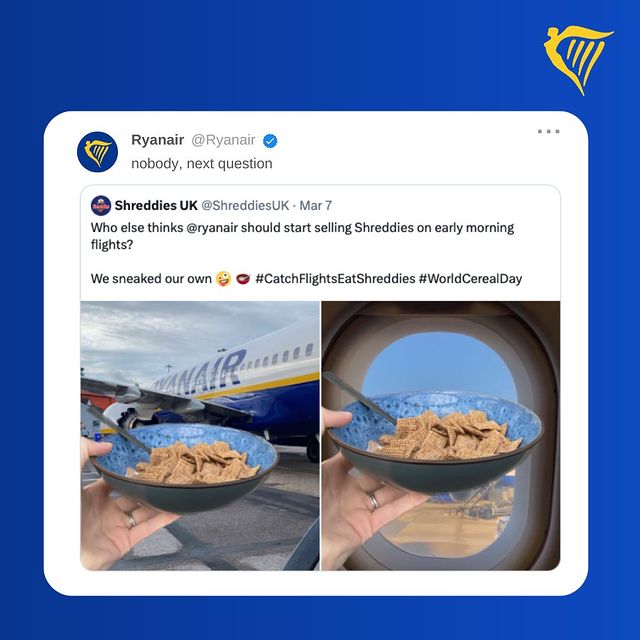 Ryanair @Ryanair
nobody, next question
Shreddies UK @ShreddiesUK · Mar 7
Who else thinks @ryanair should start selling Shreddies on early morning
flights?
We sneaked our own 🤪 🥣 #CatchFlightsEatShreddies #WorldCerealDay
RYANAIR